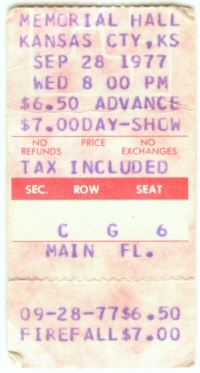 MEMORIAL HALL
KANSAS CTY,KS
SEP 28 1977
WED 8 00 PM
$6.50 ADVANCE
$7.00DAY-SHOW
NO REFUNDS PRICE NO EXCHANGES
TAX INCLUDED
SEC. ROW SEAT
C G 6
MAIN FL.
09-28-77$6.50
FIREFALL$7.00